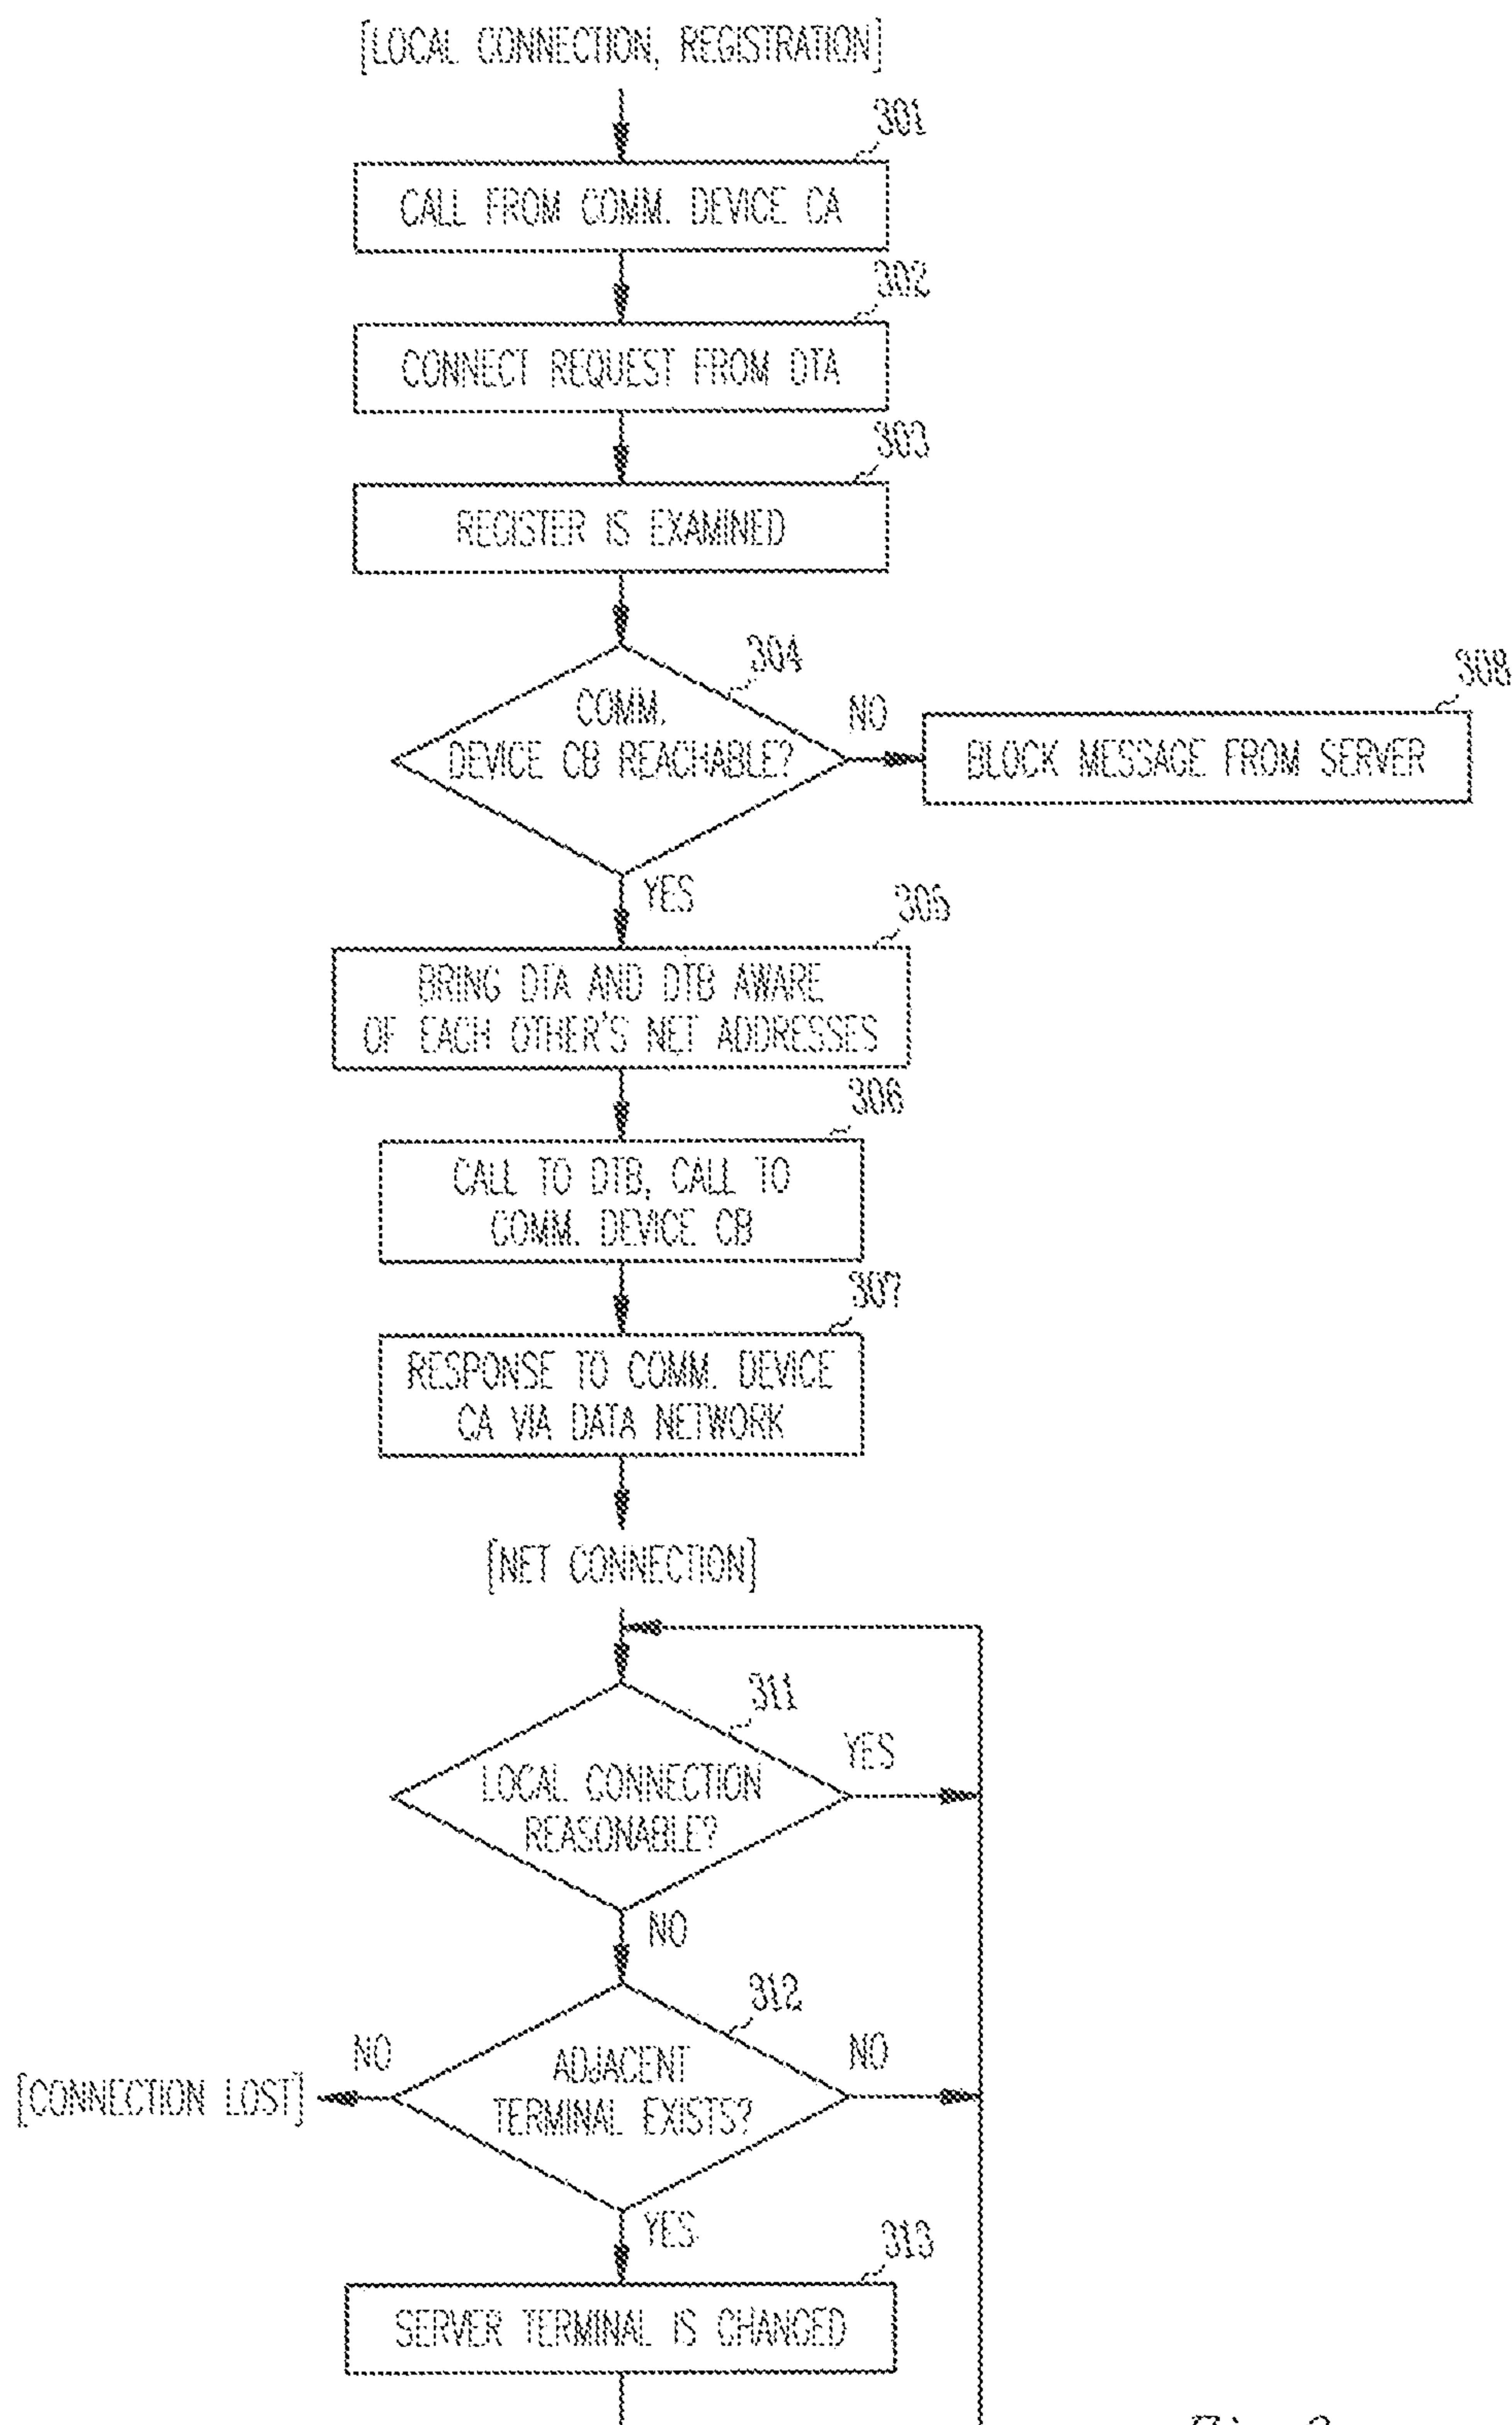 [LOCAL CONNECTION, REGISTRATION]
301
CALL FROM COMM. DEVICE CA
302
CONNECT REQUEST FROM DTA
303
REGISTER IS EXAMINED
304
COMM.
DEVICE CB REACHABLE?
NO
308
BLOCK MESSAGE FROM SERVER
YES
305
BRING DTA AND DTB AWARE
OF EACH OTHER'S NET ADDRESSES
306
CALL TO DTB, CALL TO
COMM. DEVICE CB
307
RESPONSE TO COMM. DEVICE
CA VIA DATA NETWORK
[NET CONNECTION]
311
YES
LOCAL CONNECTION
REASONABLE?
NO
312
NO
NO
ADJACENT
TERMINAL EXISTS?
[CONNECTION LOST]
YES
313
SERVER TERMINAL IS CHANGED